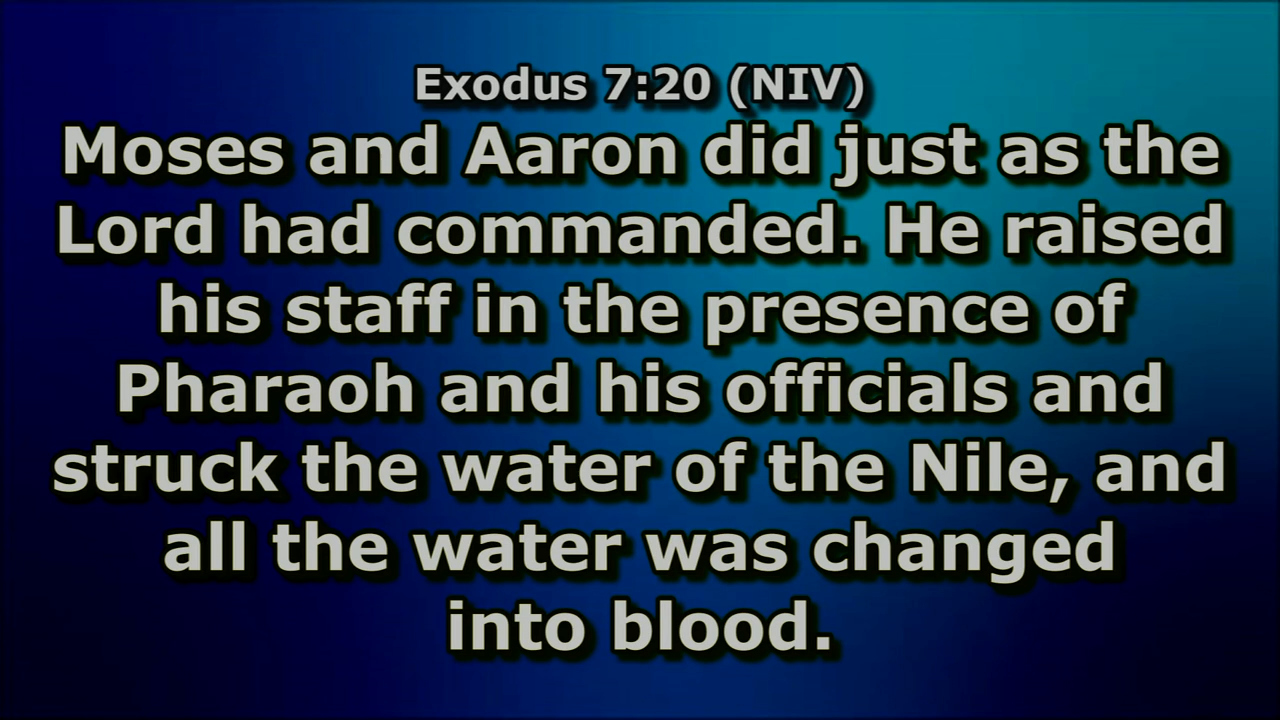 Exodus 7:20 (NIV)
Moses and Aaron did just as the
Lord had commanded. He raised
his staff in the presence of
Pharaoh and his officials and
struck the water of the Nile, and
all the water was changed
into blood.